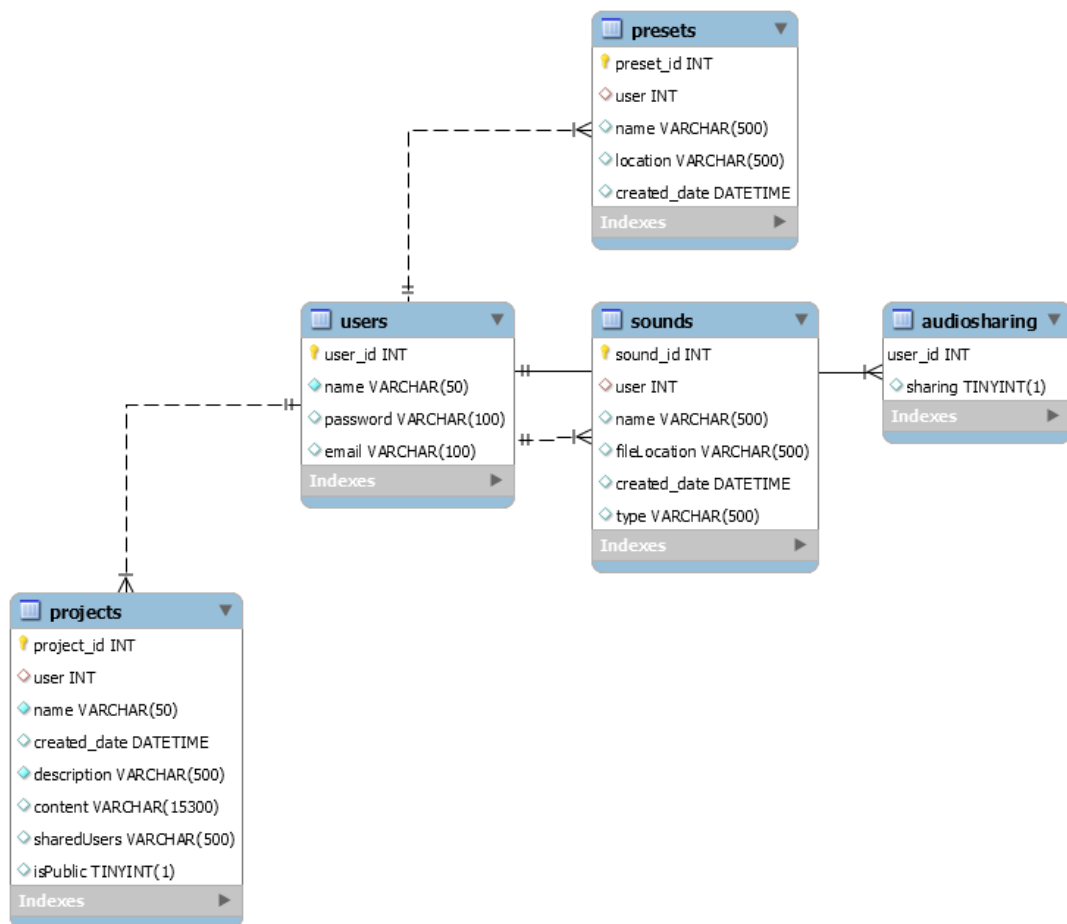 presets
preset_id INT
user INT
name VARCHAR(500)
location VARCHAR(500)
created_date DATETIME
Indexes
users
user_id INT
name VARCHAR(50)
password VARCHAR(100)
email VARCHAR(100)
Indexes
sounds
sound_id INT
user INT
name VARCHAR(500)
fileLocation VARCHAR(500)
created_date DATETIME
type VARCHAR(500)
Indexes
audiosharing
user_id INT
sharing TINYINT(1)
Indexes
projects
project_id INT
user INT
name VARCHAR(50)
created_date DATETIME
description VARCHAR(500)
content VARCHAR(15300)
sharedUsers VARCHAR(500)
isPublic TINYINT(1)
Indexes